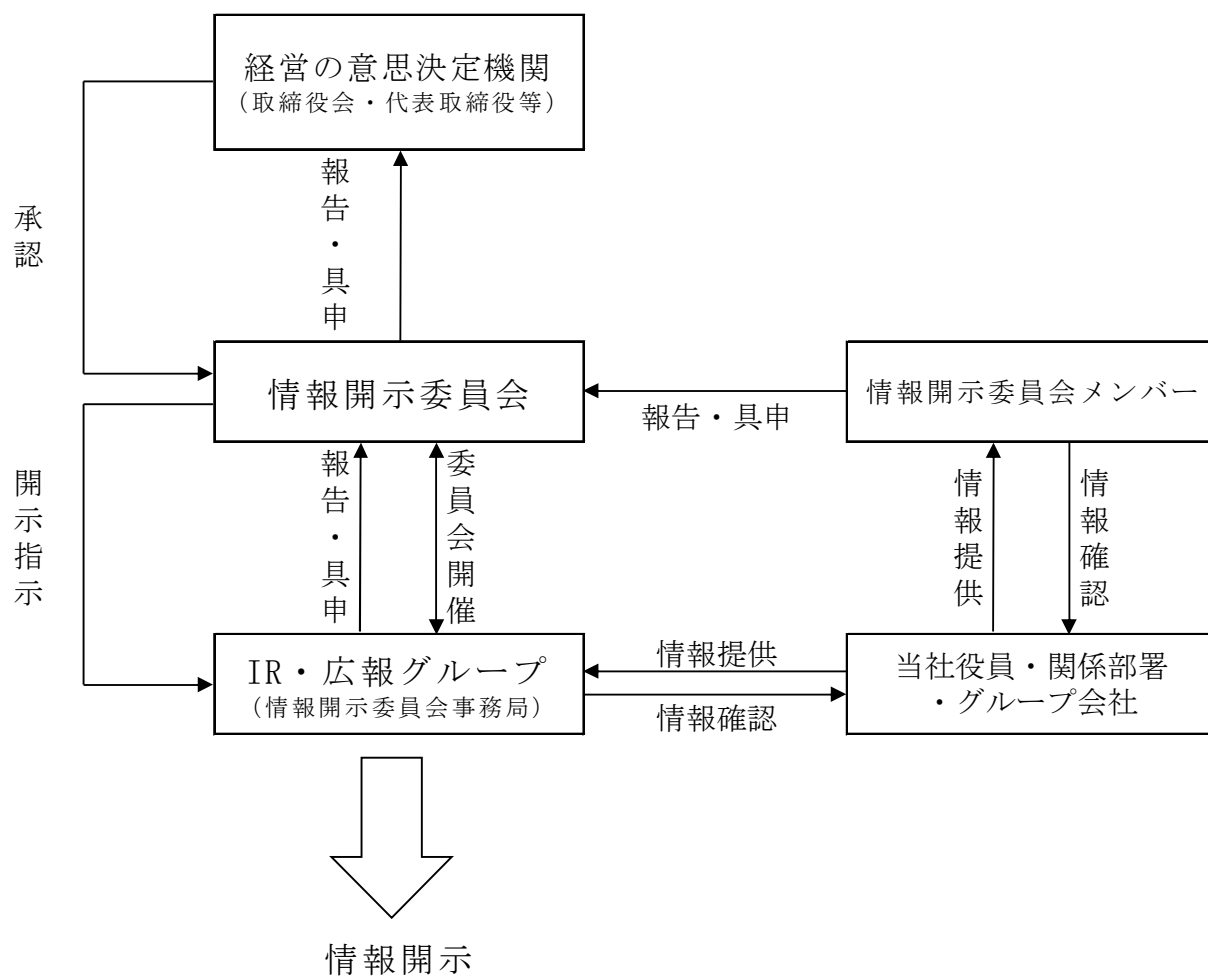 経営の意思決定機関
（取締役会・代表取締役等）
承認
報告・具申
情報開示委員会
情報開示委員会メンバー
報告・具申
開示指示
報告・具申
委員会開催
情報提供
情報確認
IR・広報グループ
（情報開示委員会事務局）
情報提供
情報確認
当社役員・関係部署
・グループ会社
情報開示